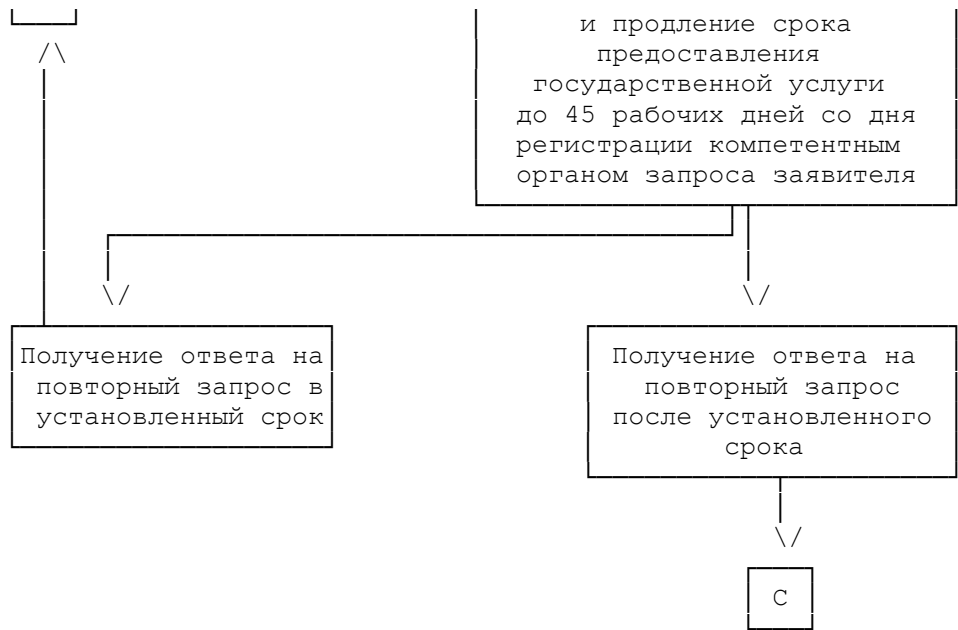 и продление срока
предоставления
государственной услуги
до 45 рабочих дней со дня
регистрации компетентным
органом запроса заявителя
Получение ответа на
повторный запрос в
установленный срок
Получение ответа на
повторный запрос
после установленного
срока
С